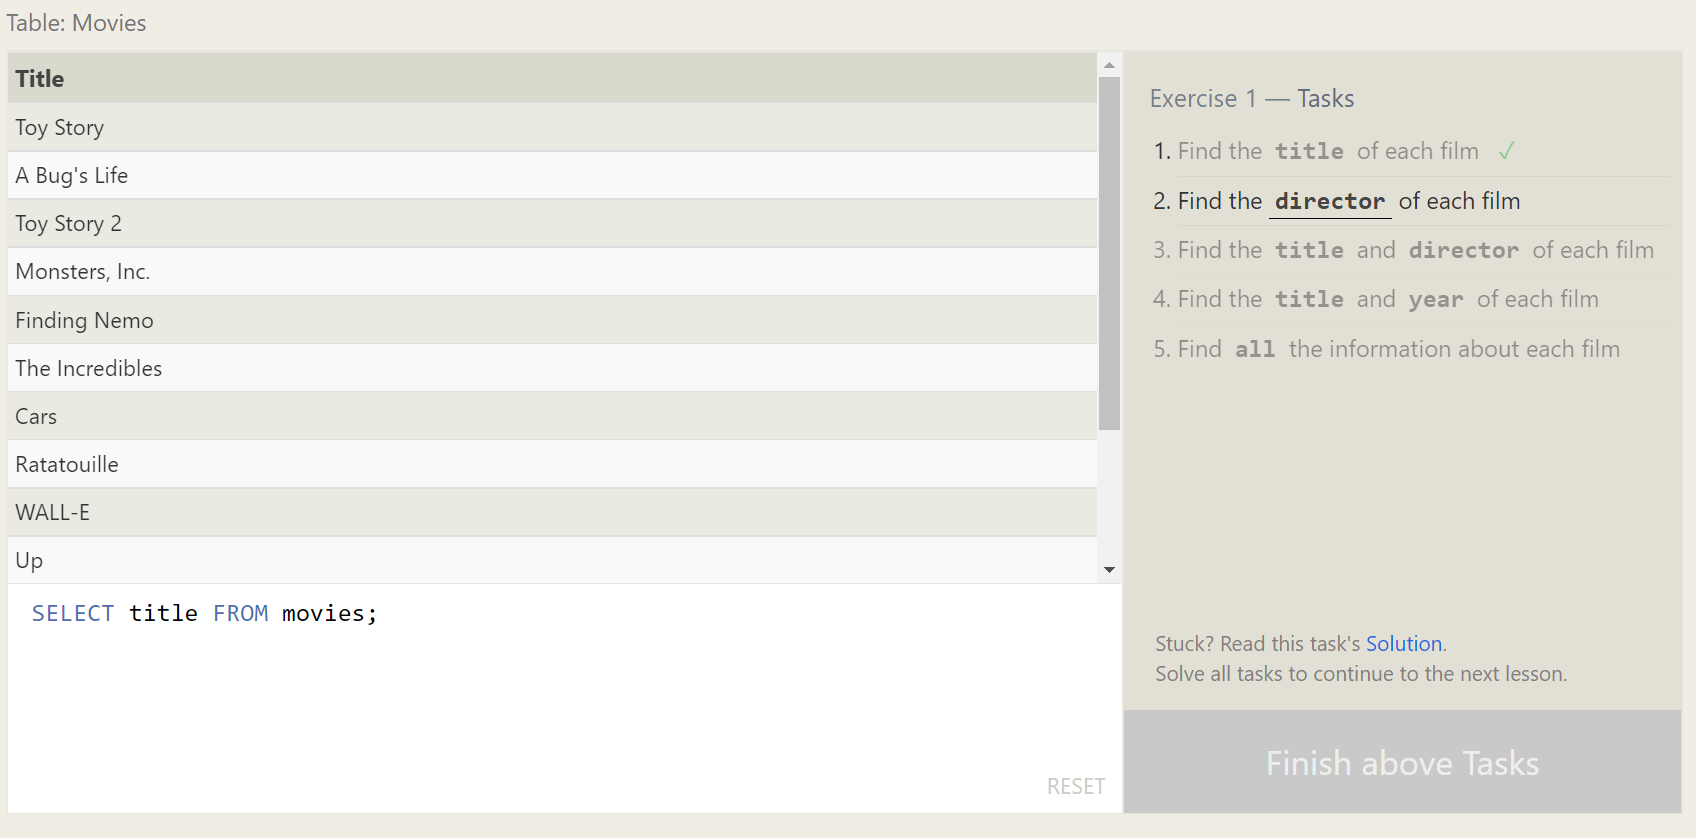 Table: Movies
Title
Toy Story
A Bug's Life
Toy Story 2
Monsters, Inc.
Finding Nemo
The Incredibles
Cars
Ratatouille
WALL-E
Up
SELECT title FROM movies;
RESET
Exercise 1 — Tasks
1. Find the title of each film ✓
2. Find the director of each film
3. Find the title and director of each film
4. Find the title and year of each film
5. Find all the information about each film
Stuck? Read this task's Solution.
Solve all tasks to continue to the next lesson.
Finish above Tasks